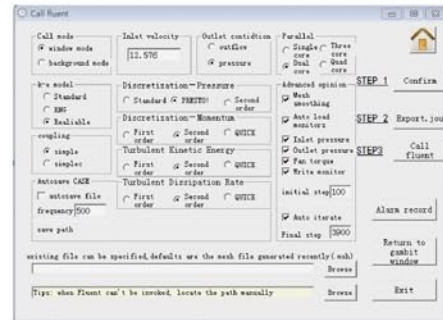 Call fluent
Call mode
window mode
background mode
Inlet velocity
12.575
Outlet contidtion
outflow
pressure
Parallel
Single core
Three core
Dual core
Quad core
k-e model
Standard
RNG
Realiable
Discretization-Pressure
Standard PRESTO! Second order
Discretization-Momentum
First order Second order QUICK
coupling
simple
simplec
Turbulent Kinetic Energy
First order Second order QUICK
Turbulent Dissipation Rate
First order Second order QUICK
Autosave CASE
autosave file
frequency 500
save path
Advanced opinion
Mesh smoothing
Auto load monitors
Inlet pressure
Outlet pressure
Fan torque
Write monitor
initial step 100
Auto iterate
Final step 3900
STEP 1 Confirm
STEP 2 Export.jou
STEP3 Call fluent
Alarm record
Return to gambit window
Exit
existing file can be specified, defaults are the mesh file generated recently(.msh)
Browse
Tips: when Fluent can't be invoked, locate the path manually
Browse